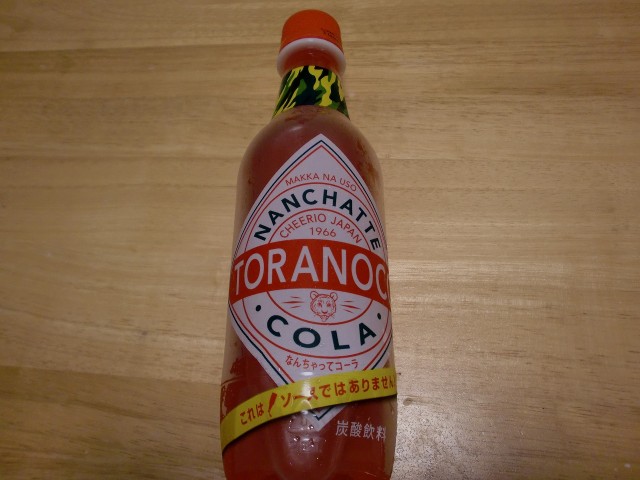 MAKKA NA USO
NANCHATTE
CHEERIO JAPAN
1966
TORANOC
COLA
なんちゃってコーラ
これは!ソースではありません
炭酸飲料